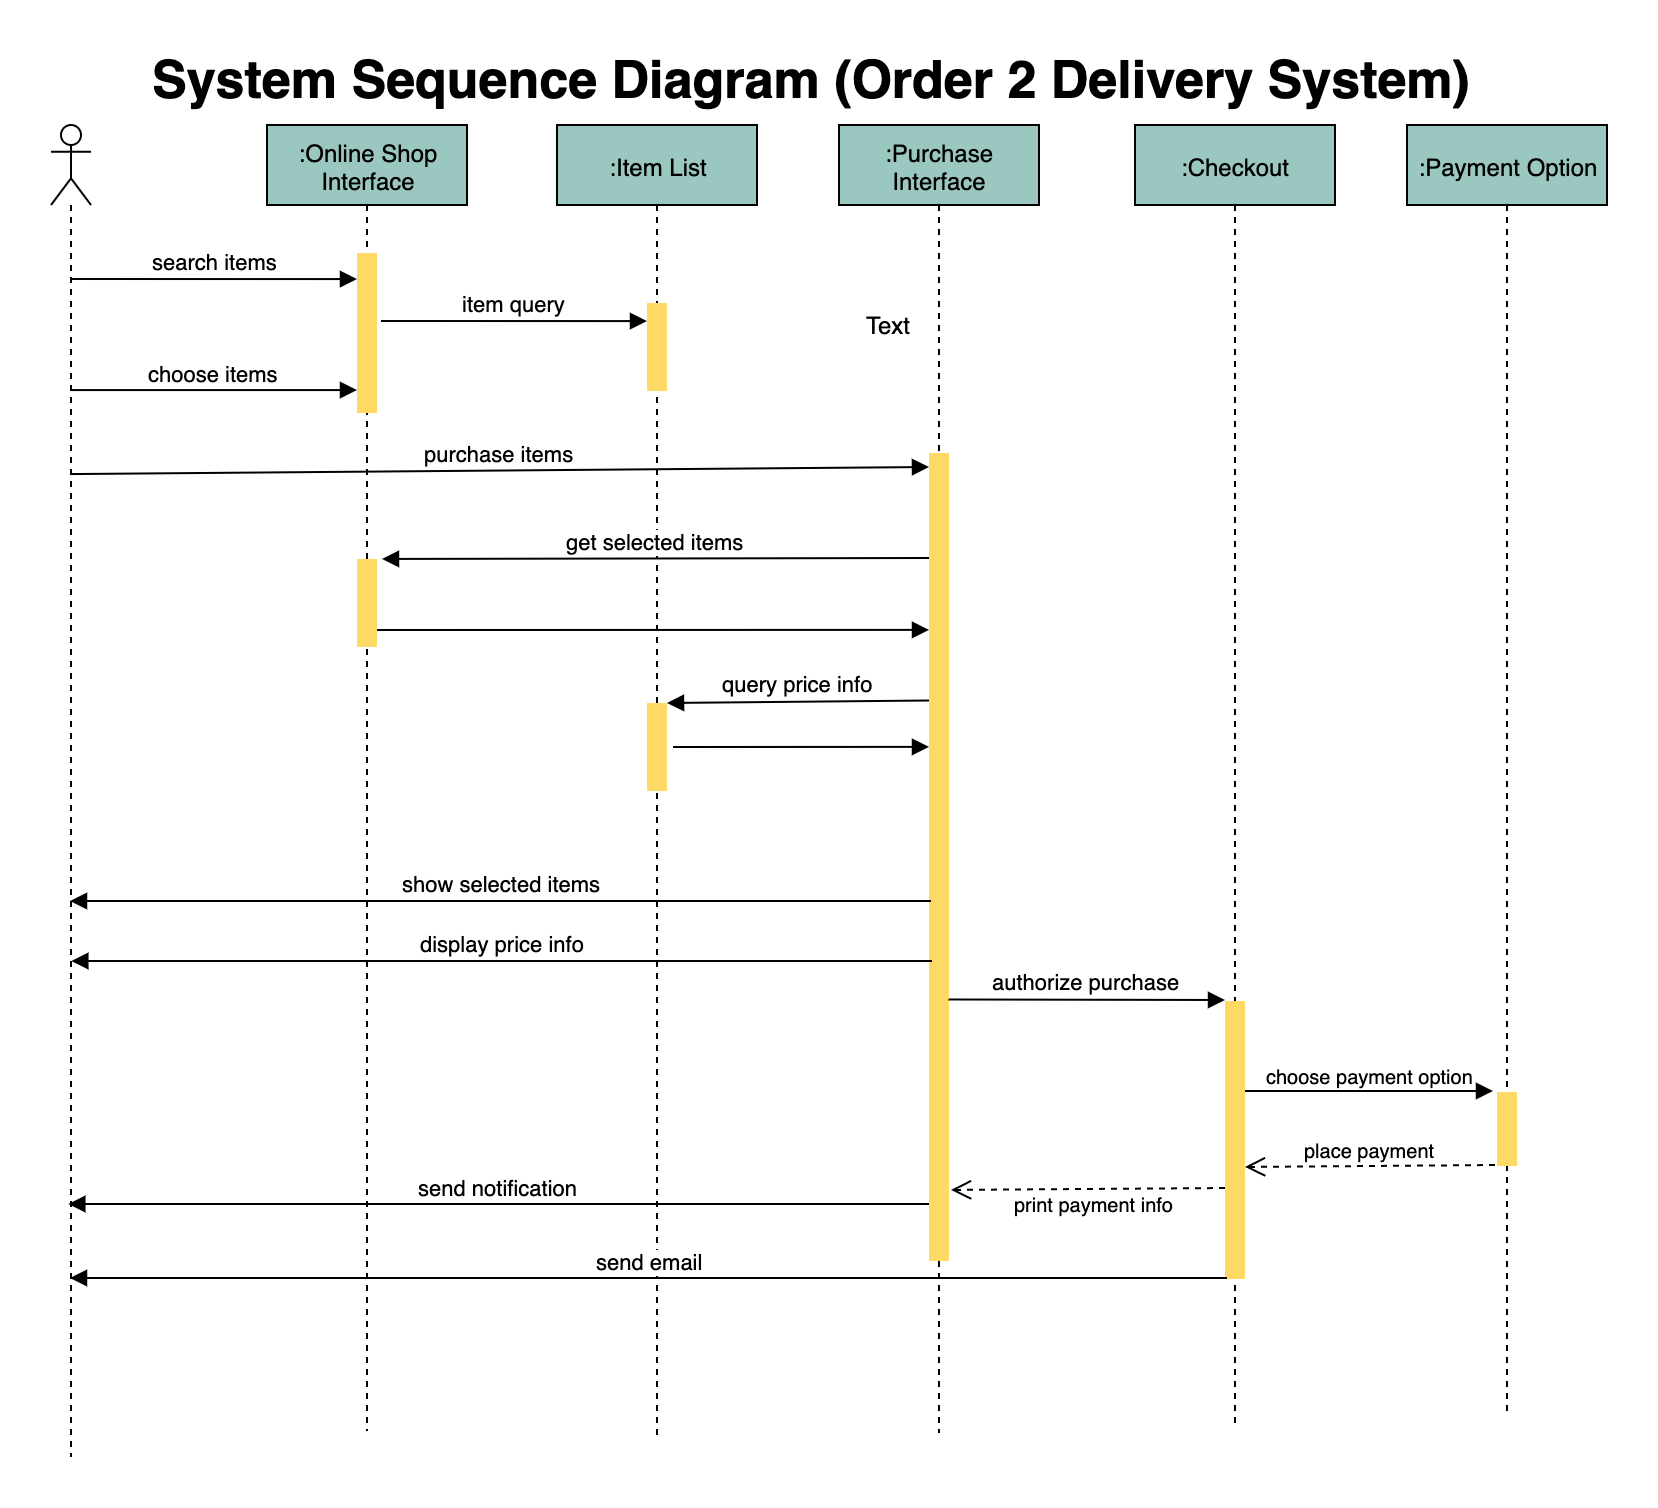 System Sequence Diagram (Order 2 Delivery System)
:Online Shop
Interface
:Item List
:Purchase
Interface
:Checkout
:Payment Option
search items
item query
Text
choose items
purchase items
get selected items
query price info
show selected items
display price info
authorize purchase
choose payment option
place payment
send notification
print payment info
send email